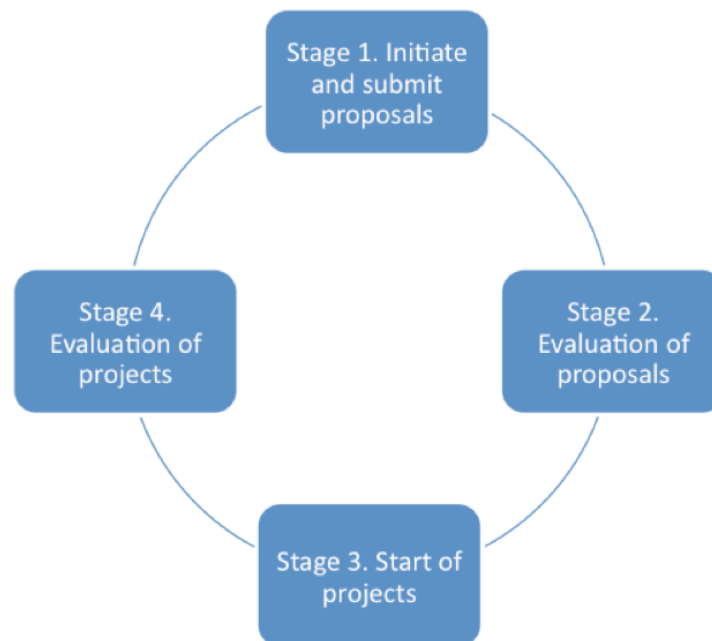 Stage 1. Initiate
and submit
proposals
Stage 2.
Evaluation of
proposals
Stage 3. Start of
projects
Stage 4.
Evaluation of
projects